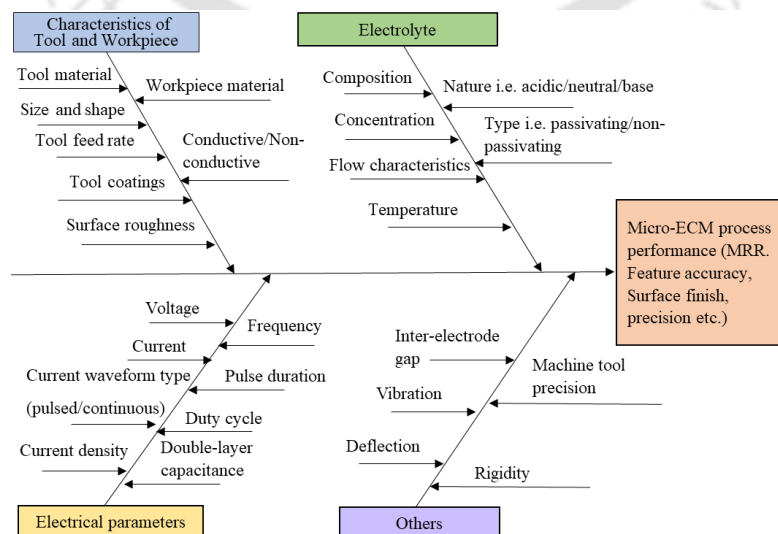 Characteristics of
Tool and Workpiece
Tool material
Workpiece material
Size and shape
Tool feed rate
Conductive/Non-
conductive
Tool coatings
Surface roughness
Electrolyte
Composition
Nature i.e. acidic/neutral/base
Concentration
Type i.e. passivating/non-
passivating
Flow characteristics
Temperature
Micro-ECM process
performance (MRR.
Feature accuracy,
Surface finish,
precision etc.)
Voltage
Frequency
Current
Current waveform type
(pulsed/continuous)
Pulse duration
Duty cycle
Current density
Double-layer
capacitance
Electrical parameters
Inter-electrode
gap
Machine tool
precision
Vibration
Deflection
Rigidity
Others